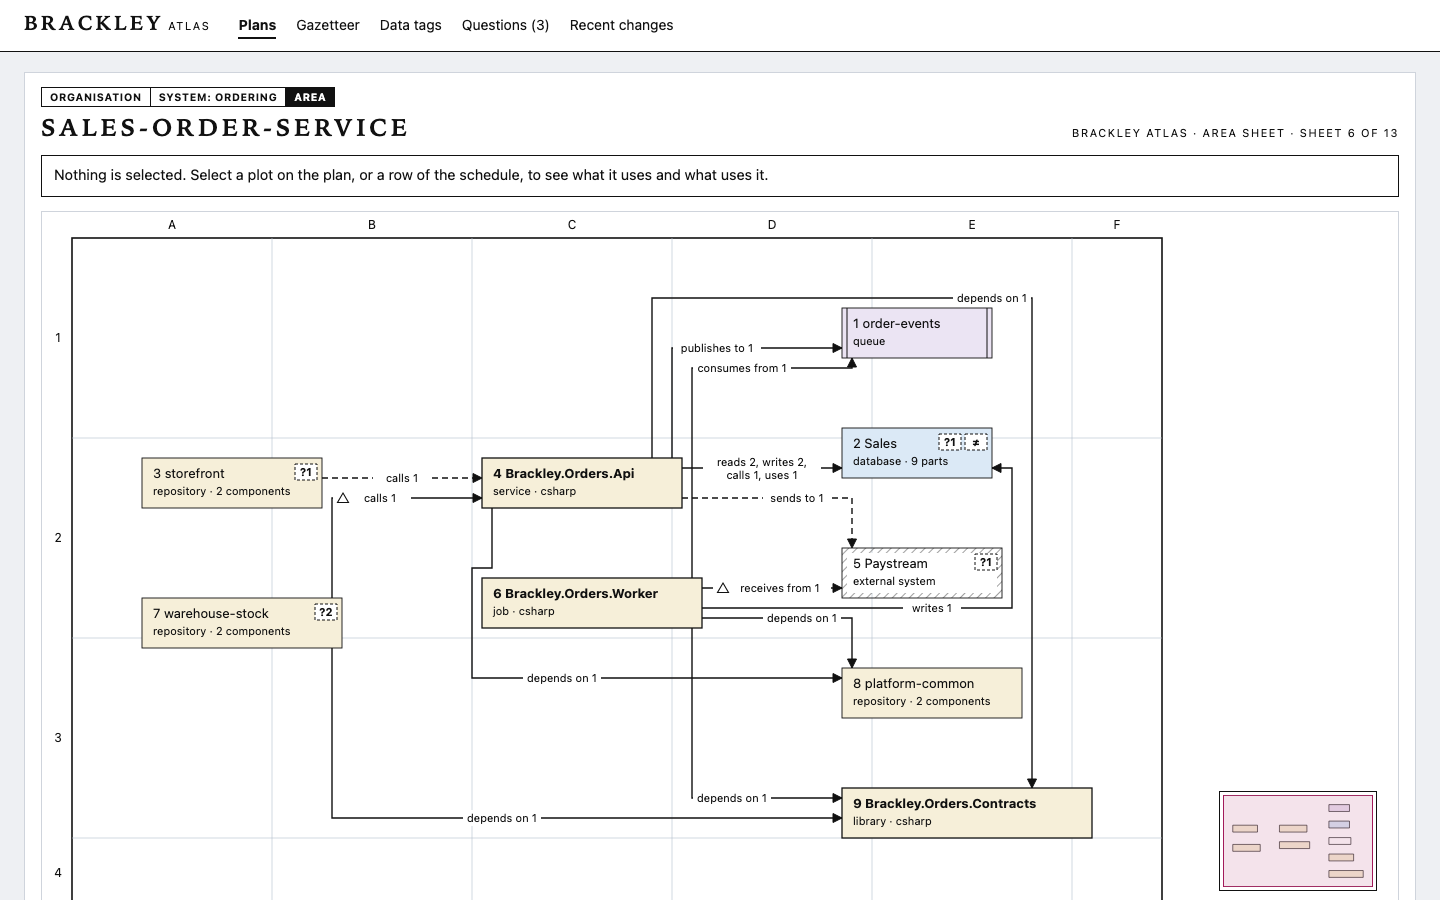 BRACKLEY ATLAS
Plans Gazetteer Data tags Questions (3) Recent changes
ORGANISATION SYSTEM: ORDERING AREA
SALES-ORDER-SERVICE
BRACKLEY ATLAS · AREA SHEET · SHEET 6 OF 13
Nothing is selected. Select a plot on the plan, or a row of the schedule, to see what it uses and what uses it.
A B C D E F
depends on 1
1
1 order-events
queue
publishes to 1
consumes from 1
2 Sales ?1 ≠
database · 9 parts
3 storefront ?1
repository · 2 components
calls 1
calls 1
4 Brackley.Orders.Api
service · csharp
reads 2, writes 2,
calls 1, uses 1
sends to 1
2
5 Paystream ?1
external system
6 Brackley.Orders.Worker
job · csharp
receives from 1
writes 1
depends on 1
7 warehouse-stock ?2
repository · 2 components
depends on 1
8 platform-common
repository · 2 components
3
depends on 1
9 Brackley.Orders.Contracts
library · csharp
depends on 1
4